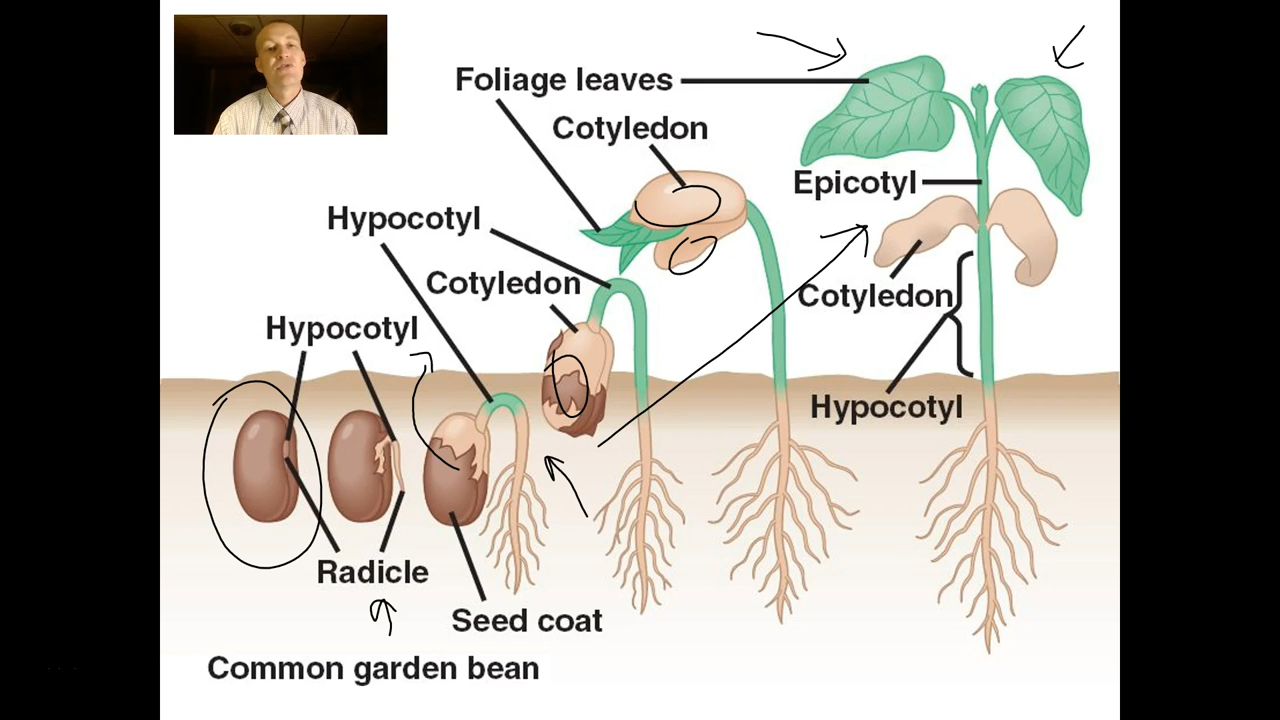 Foliage leaves
Cotyledon
Epicotyl
Hypocotyl
Cotyledon
Cotyledon
Hypocotyl
Hypocotyl
Radicle
Seed coat
Common garden bean